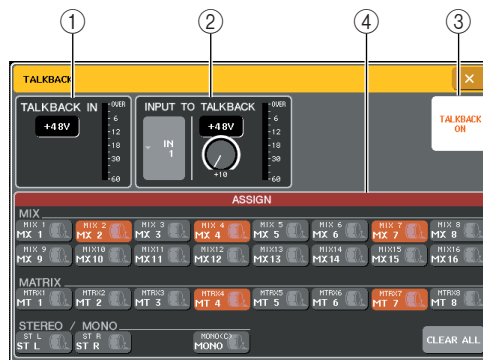 ① ② ④ ③
TALKBACK ×
TALKBACK IN
+48V
OVER
6
12
18
30
60
INPUT TO TALKBACK
IN
1
+48V
+10
OVER
6
12
18
30
60
TALKBACK
ON
ASSIGN
MIX
MIX 1 MIX 2 MIX 3 MIX 4 MIX 5 MIX 6 MIX 7 MIX 8
MX 1 MX 2 MX 3 MX 4 MX 5 MX 6 MX 7 MX 8
MIX 9 MIX10 MIX11 MIX12 MIX13 MIX14 MIX15 MIX16
MX 9 MX10 MX11 MX12 MX13 MX14 MX15 MX16
MATRIX
MTRX1 MTRX2 MTRX3 MTRX4 MTRX5 MTRX6 MTRX7 MTRX8
MT 1 MT 2 MT 3 MT 4 MT 5 MT 6 MT 7 MT 8
STEREO / MONO
ST L ST R MONO(C)
ST L ST R MONO
CLEAR ALL